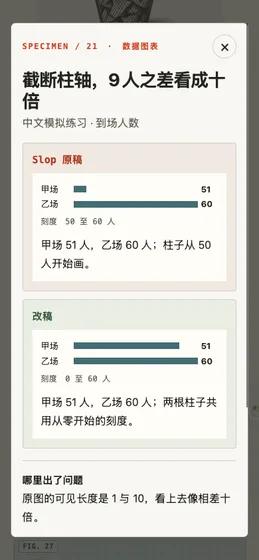 SPECIMEN / 21 · 数据图表
×
截断柱轴，9人之差看成十
倍
中文模拟练习 · 到场人数
Slop 原稿
甲场 51
乙场 60
刻度 50 至 60 人
甲场 51 人，乙场 60 人；柱子从 50
人开始画。
改稿
甲场 51
乙场 60
刻度 0 至 60 人
甲场 51 人，乙场 60 人；两根柱子共
用从零开始的刻度。
哪里出了问题
原图的可见长度是 1 与 10，看上去像相差十
倍。
FIG. 27